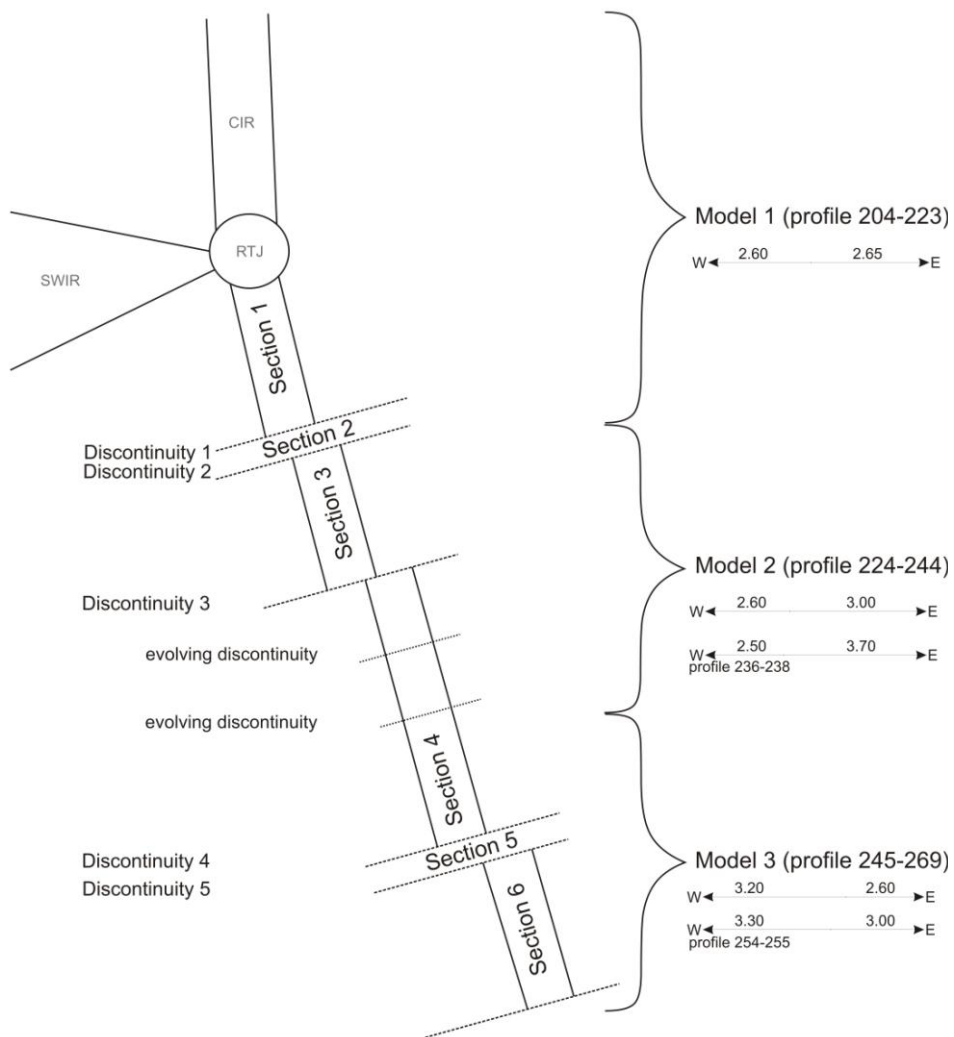 CIR
RTJ
SWIR
Section 1
Discontinuity 1
Section 2
Discontinuity 2
Section 3
Discontinuity 3
evolving discontinuity
evolving discontinuity
Section 4
Discontinuity 4
Section 5
Discontinuity 5
Section 6
Model 1 (profile 204-223)
W 2.60 2.65 E
Model 2 (profile 224-244)
W 2.60 3.00 E
W 2.50 3.70 E
profile 236-238
Model 3 (profile 245-269)
W 3.20 2.60 E
W 3.30 3.00 E
profile 254-255